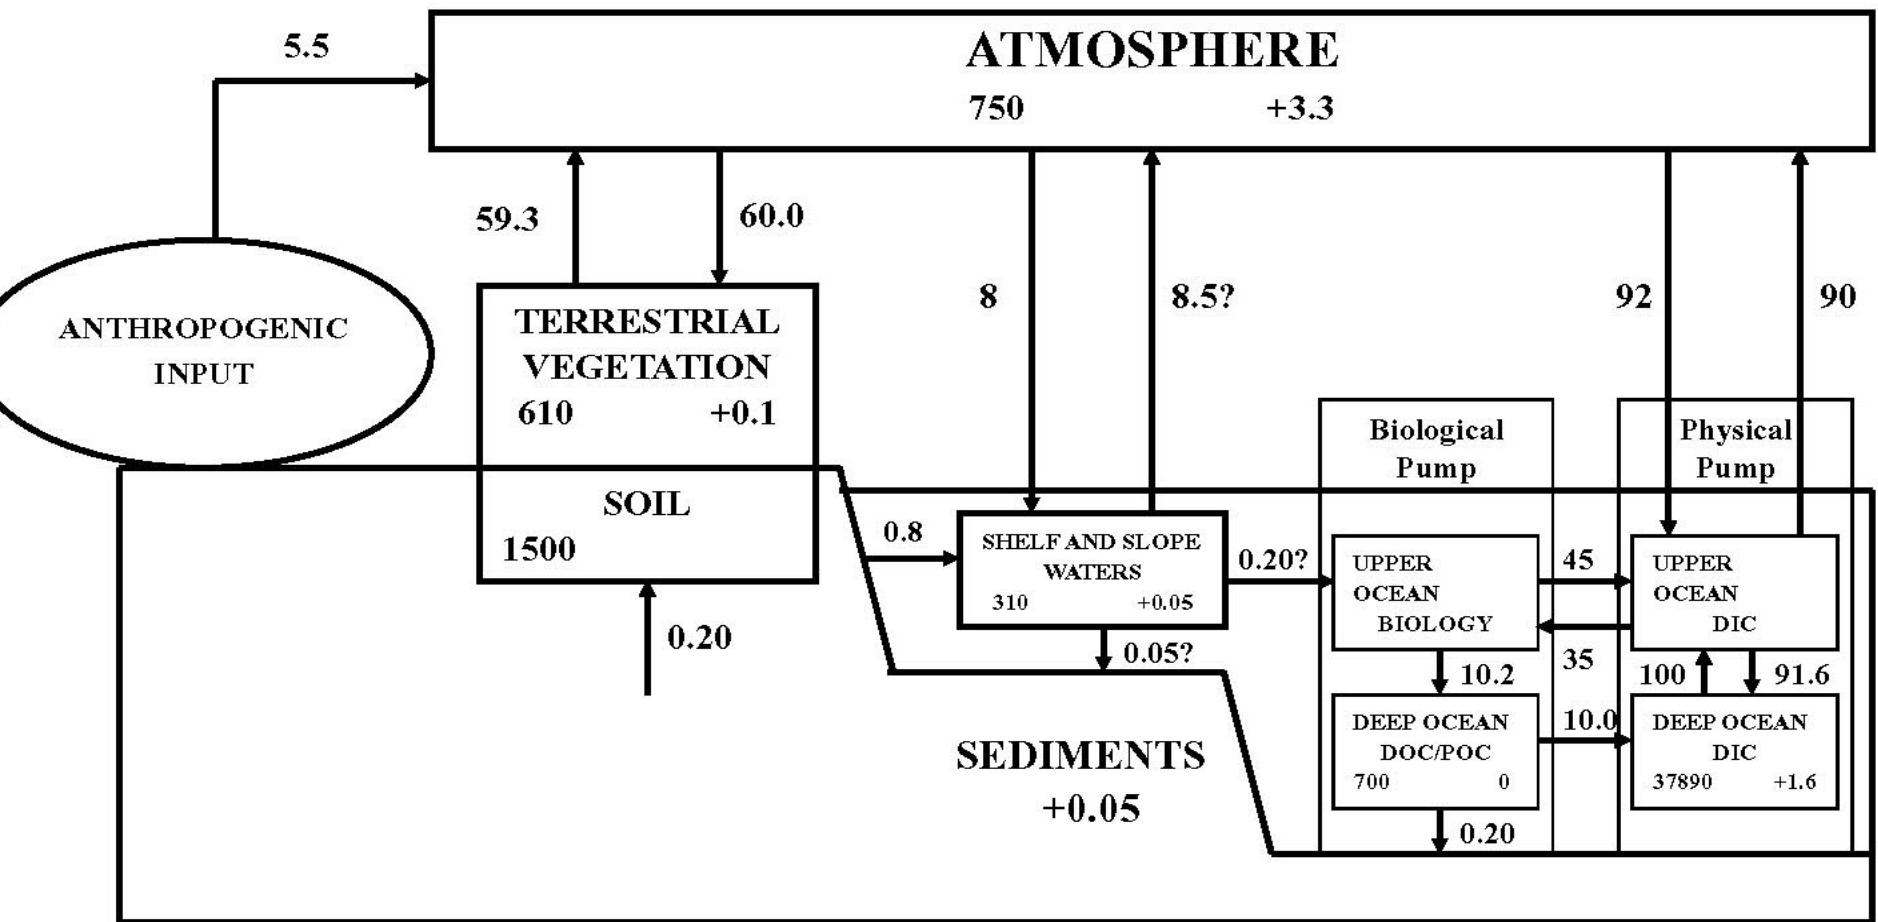 5.5
ATMOSPHERE
750 +3.3
59.3
60.0
8
8.5?
92
90
ANTHROPOGENIC
INPUT
TERRESTRIAL
VEGETATION
610 +0.1
SOIL
1500
0.20
0.8
SHELF AND SLOPE
WATERS
310 +0.05
0.20?
0.05?
SEDIMENTS
+0.05
Biological
Pump
Physical
Pump
UPPER
OCEAN
BIOLOGY
45
35
UPPER
OCEAN
DIC
10.2
100
91.6
DEEP OCEAN
DOC/POC
700 0
10.0
DEEP OCEAN
DIC
37890 +1.6
0.20